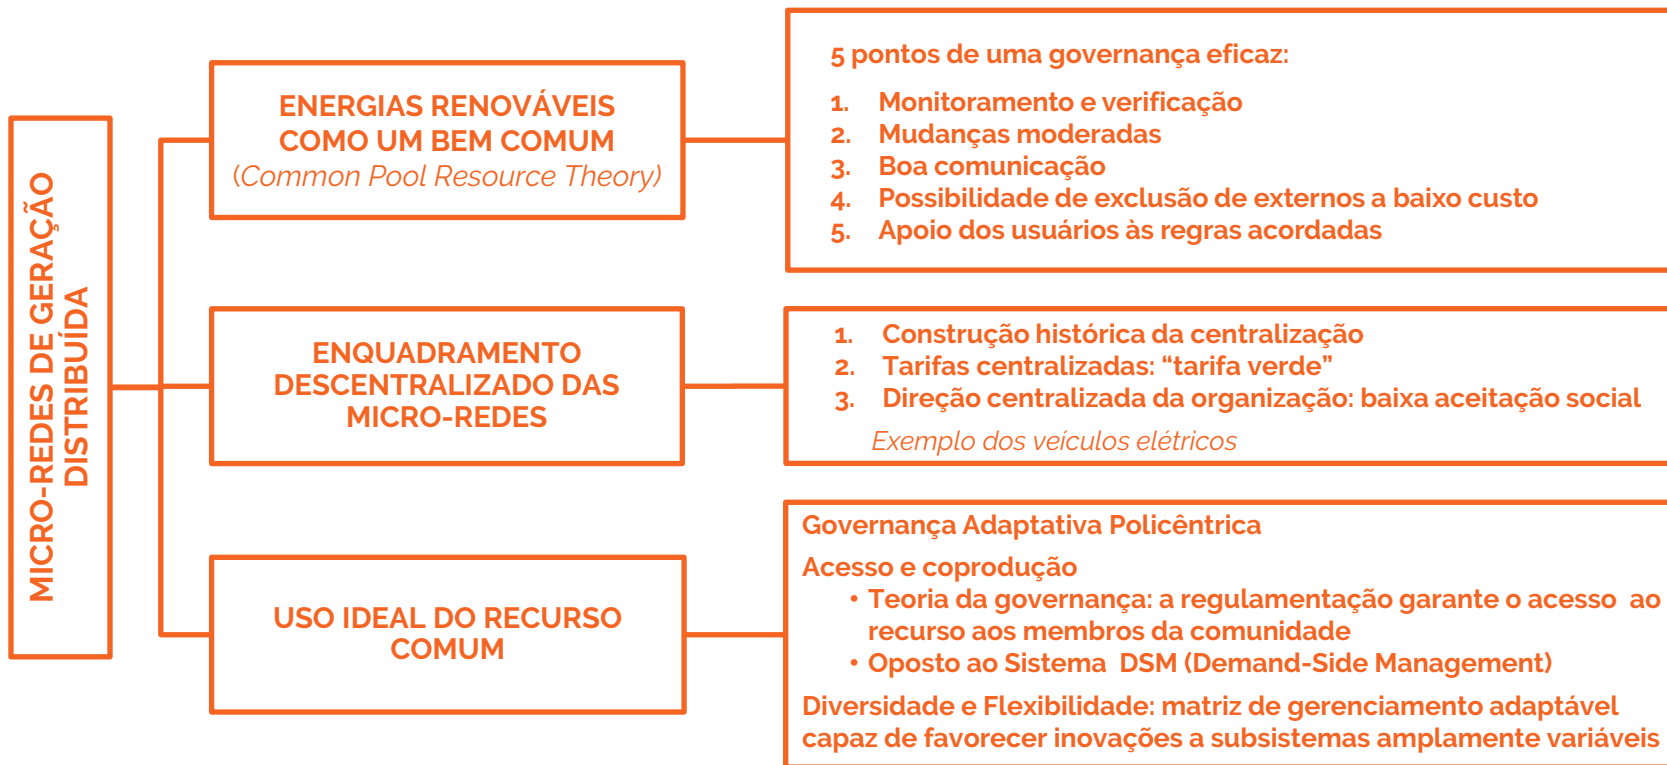 MICRO-REDES DE GERAÇÃO
DISTRIBUÍDA
ENERGIAS RENOVÁVEIS
COMO UM BEM COMUM
(Common Pool Resource Theory)
5 pontos de uma governança eficaz:
1. Monitoramento e verificação
2. Mudanças moderadas
3. Boa comunicação
4. Possibilidade de exclusão de externos a baixo custo
5. Apoio dos usuários às regras acordadas
ENQUADRAMENTO
DESCENTRALIZADO DAS
MICRO-REDES
1. Construção histórica da centralização
2. Tarifas centralizadas: “tarifa verde”
3. Direção centralizada da organização: baixa aceitação social
Exemplo dos veículos elétricos
USO IDEAL DO RECURSO
COMUM
Governança Adaptativa Policêntrica
Acesso e coprodução
• Teoria da governança: a regulamentação garante o acesso ao
recurso aos membros da comunidade
• Oposto ao Sistema DSM (Demand-Side Management)
Diversidade e Flexibilidade: matriz de gerenciamento adaptável
capaz de favorecer inovações a subsistemas amplamente variáveis